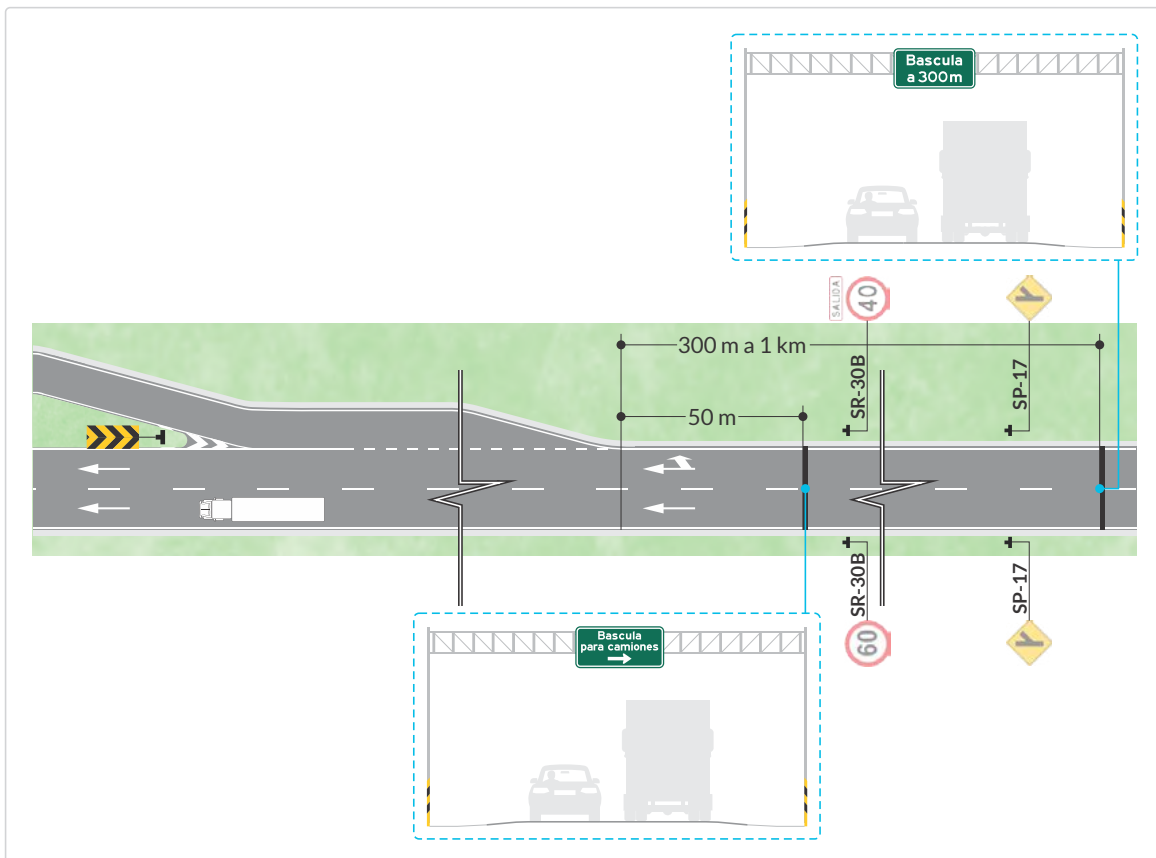 Bascula
a 300m
SALIDA
40
300 m a 1 km
SR-30B
SP-17
50 m
SR-30B
SP-17
60
Bascula
para camiones